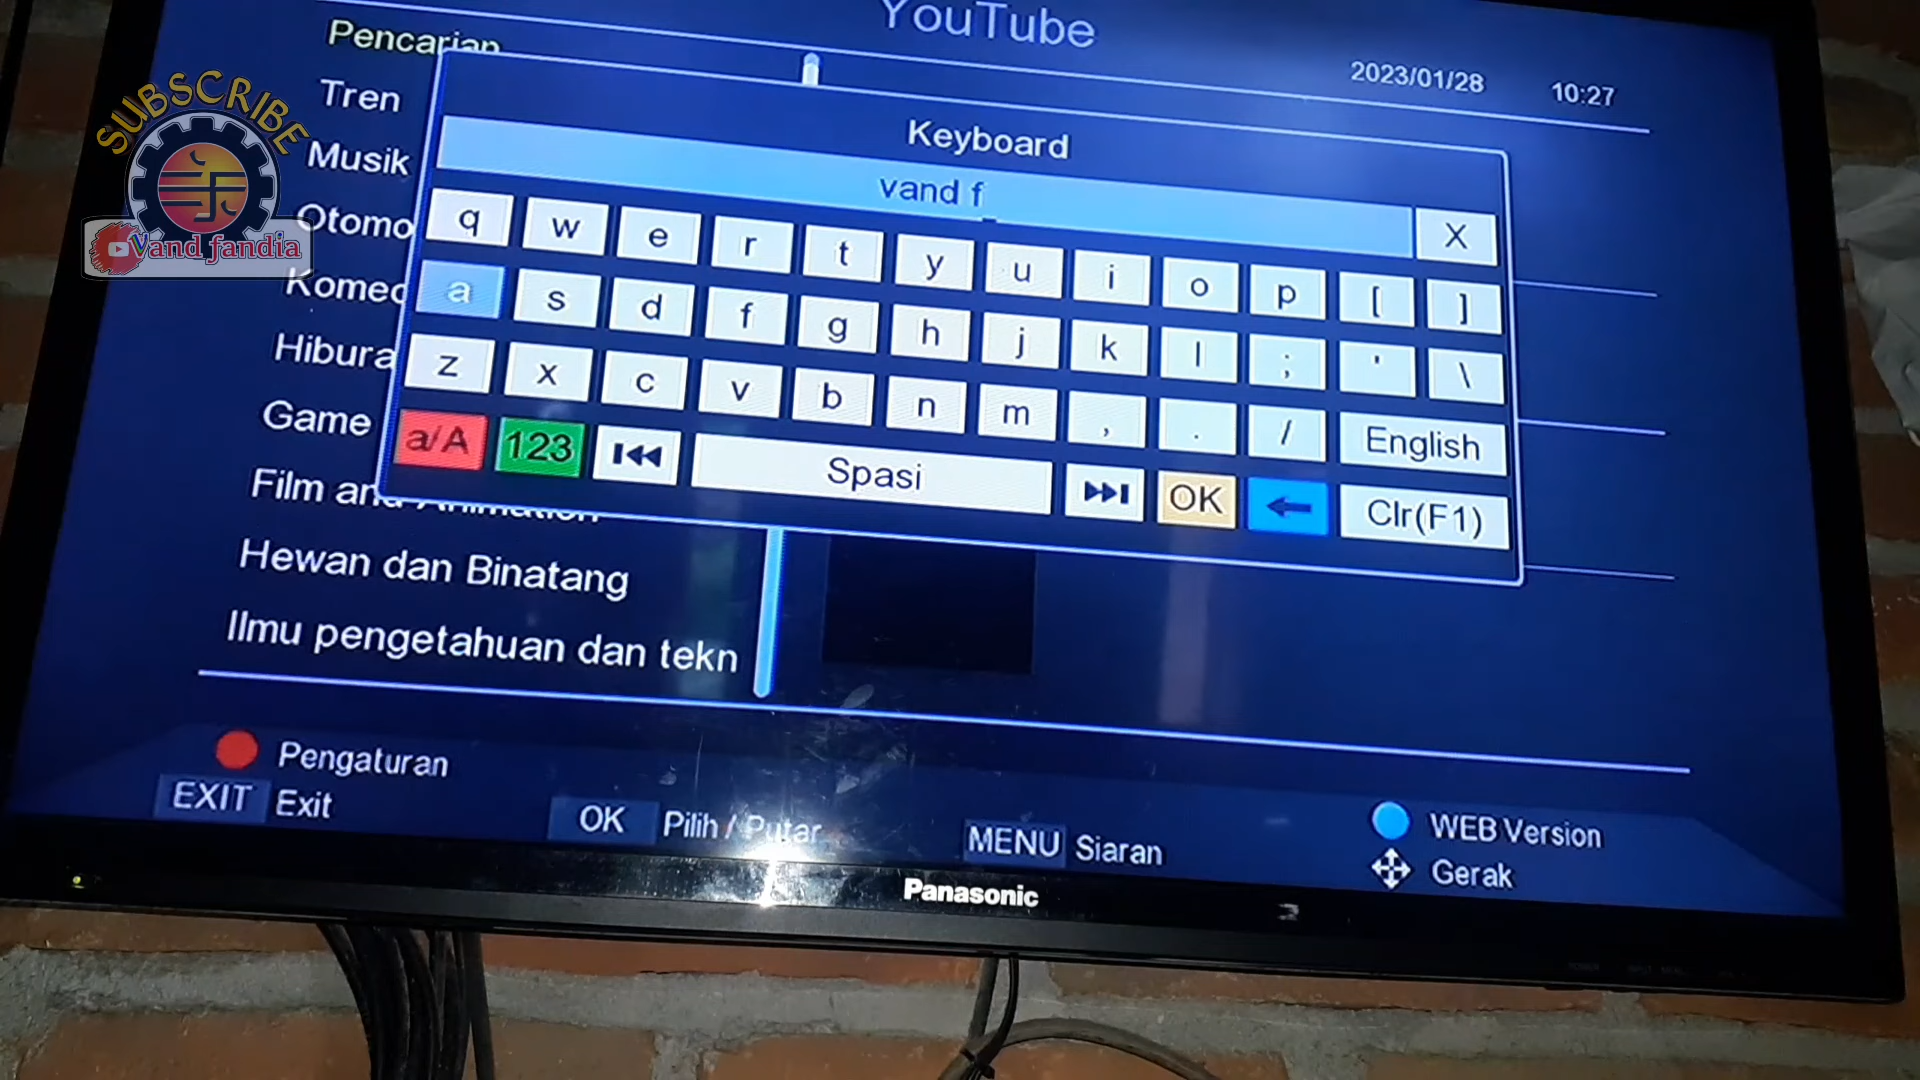 YouTube
Pencarian
2023/01/28 10:27
Tren
SUBSCRIBE
Keyboard
Musik
vand f
X
Otomo
q w e r t y u i o p [ ]
Vand fandia
Komed
a s d f g h j k l ; ' \
Hibura
z x c v b n m , . / English
Game
a/A 123 Spasi OK Clr(F1)
Film and Animation
Hewan dan Binatang
Ilmu pengetahuan dan tekn
Pengaturan
EXIT Exit
OK Pilih / Putar
MENU Siaran
WEB Version
Gerak
Panasonic